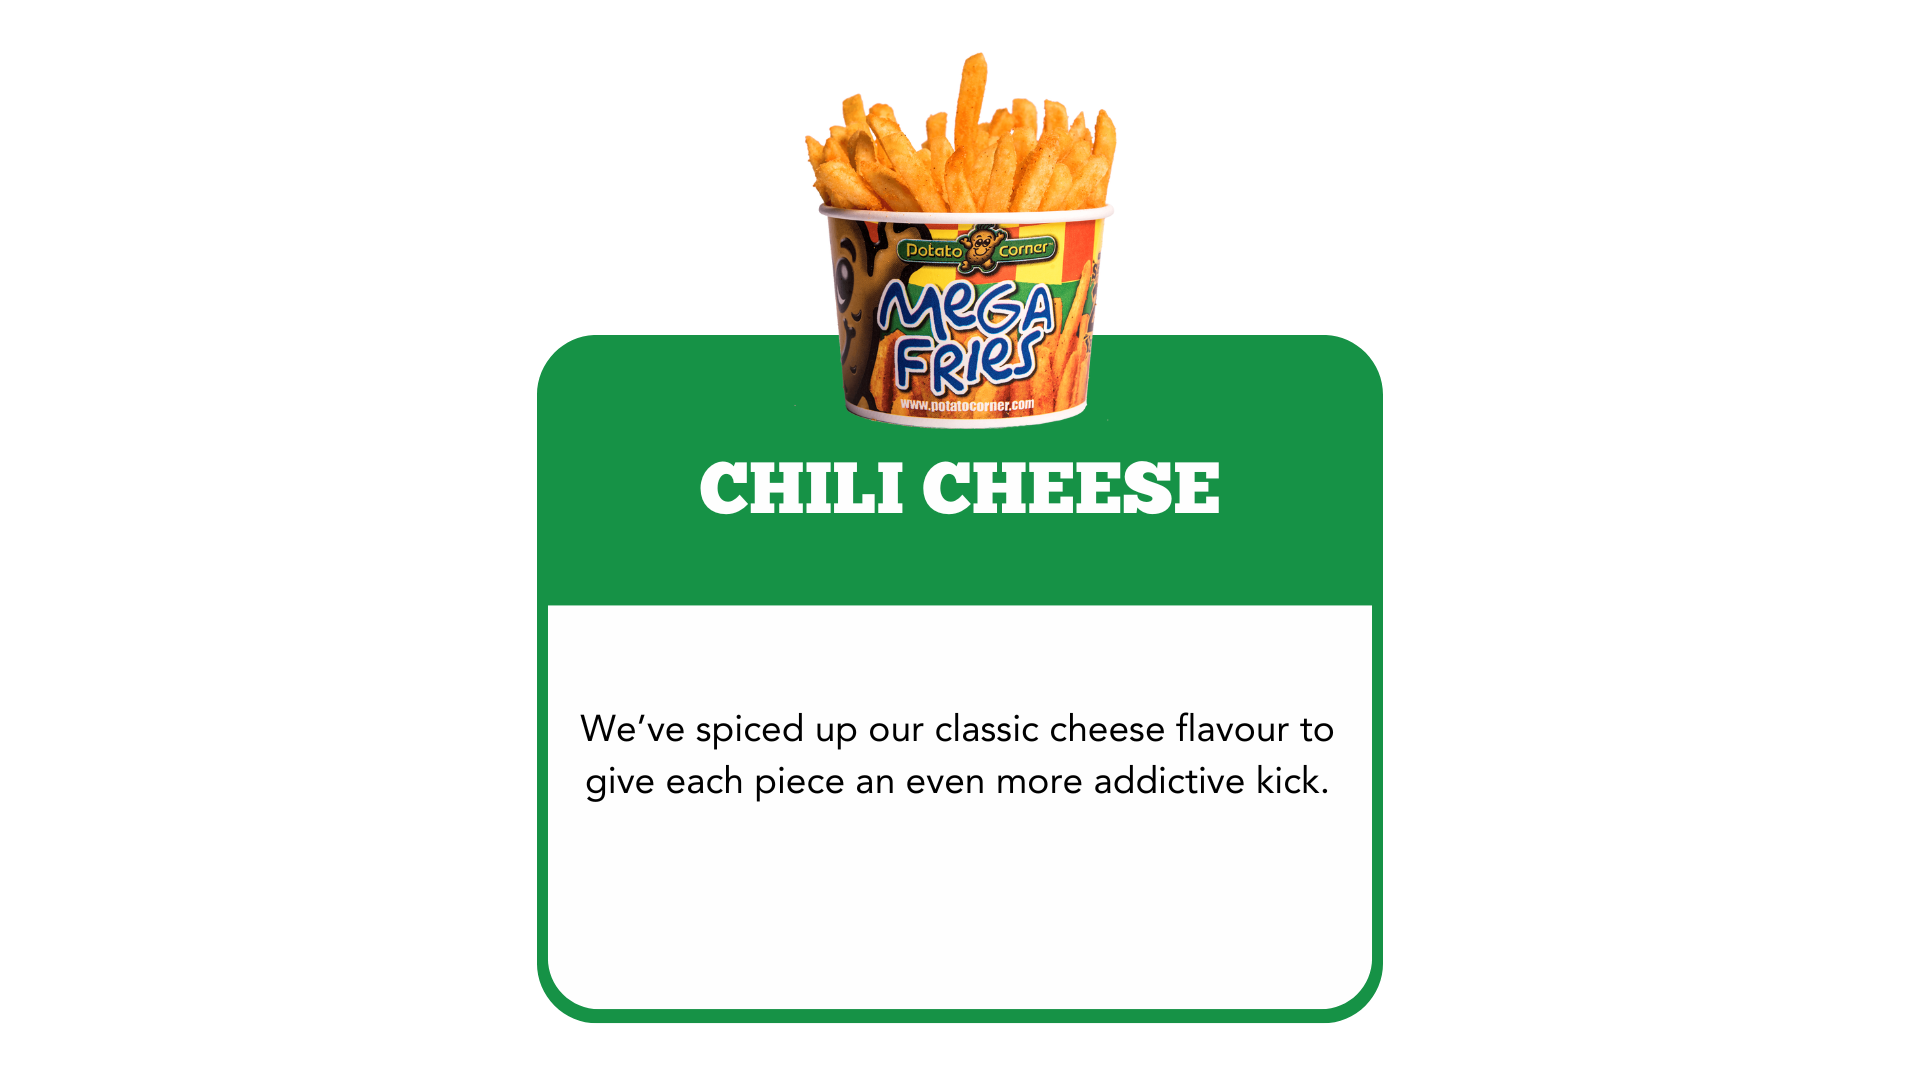 Potato Corner
MeGA
FRIeS
www.potatocorner.com
CHILI CHEESE
We’ve spiced up our classic cheese flavour to
give each piece an even more addictive kick.